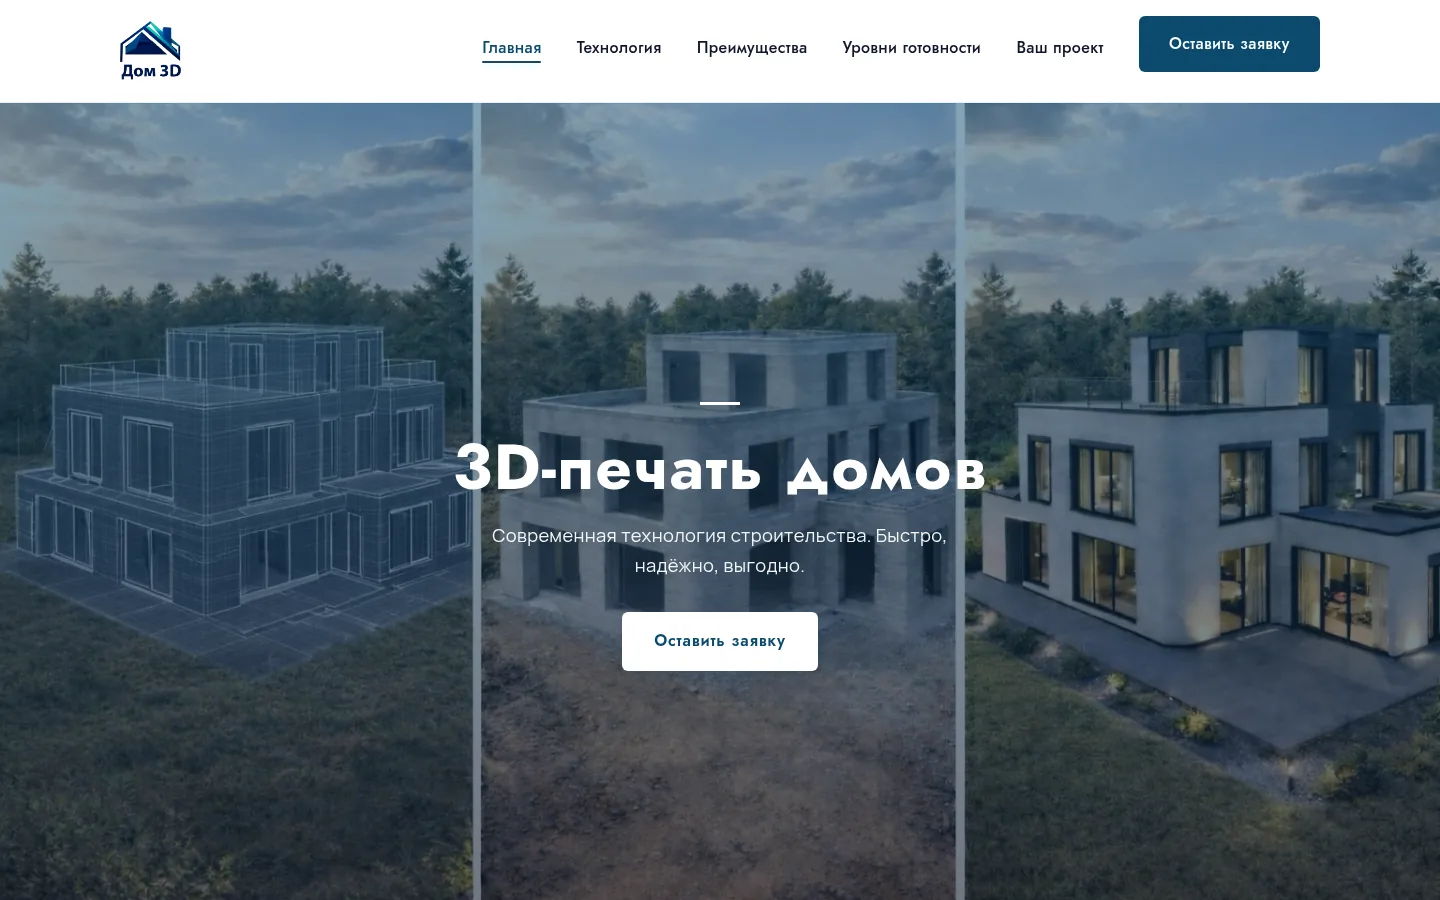 Дом 3D
Главная
Технология
Преимущества
Уровни готовности
Ваш проект
Оставить заявку
3D-печать домов
Современная технология строительства. Быстро,
надёжно, выгодно.
Оставить заявку